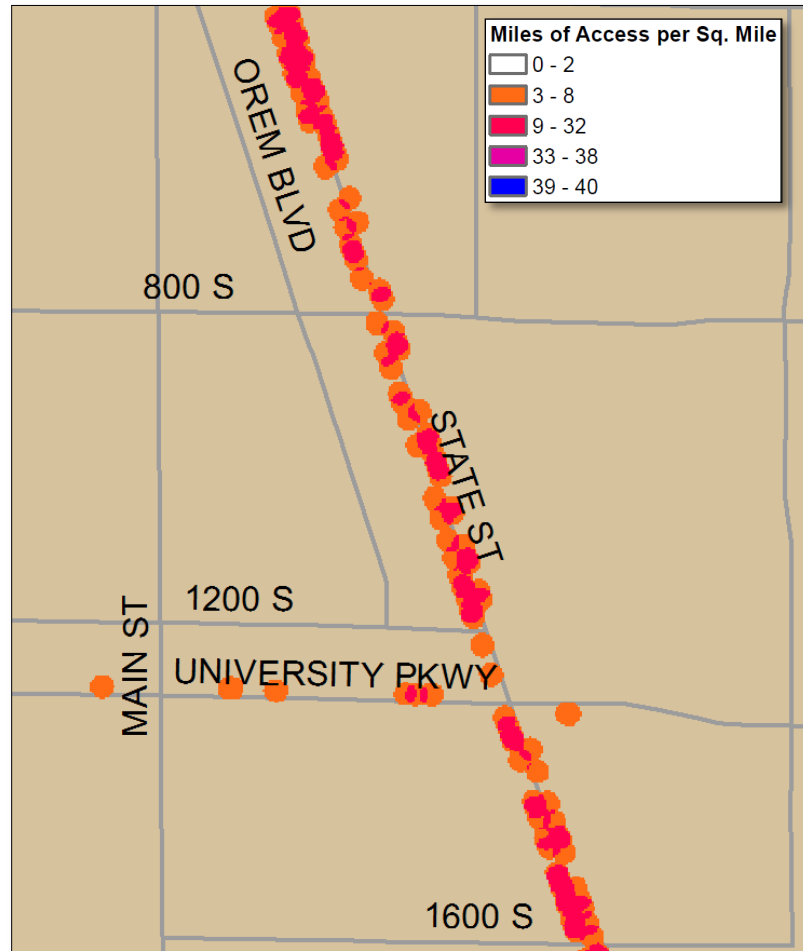 Miles of Access per Sq. Mile
0 - 2
3 - 8
9 - 32
33 - 38
39 - 40
OREM BLVD
800 S
STATE ST
1200 S
MAIN ST
UNIVERSITY PKWY
1600 S